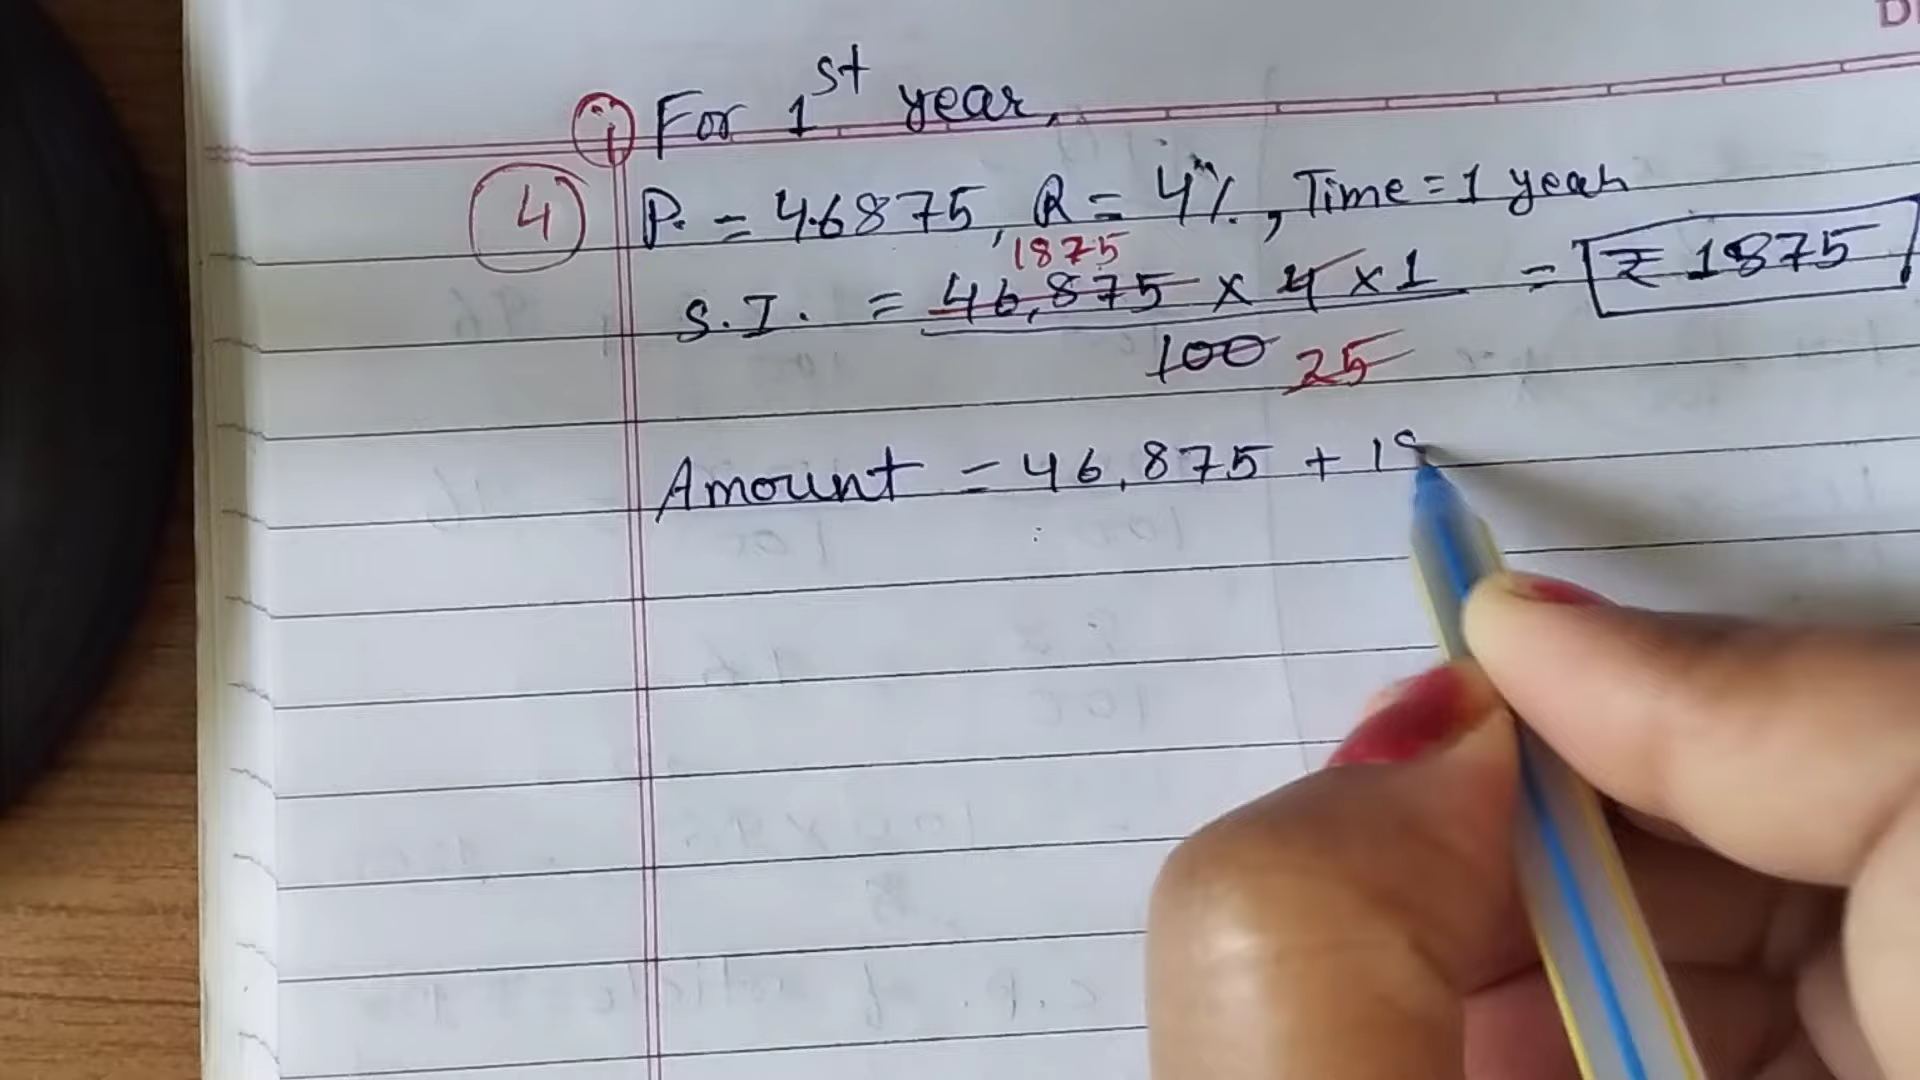 i For 1st year,
4 P. = 46875, R = 4%, Time = 1 year
1875
S.I. = 46,875 x 4 x 1 = ₹ 1875
100 25
Amount = 46,875 + 18